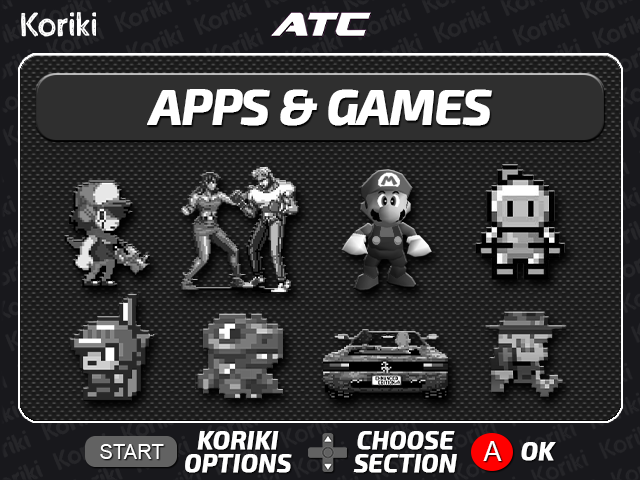 Koriki
ATC
APPS & GAMES
M
START
KORIKI
OPTIONS
CHOOSE
SECTION
A
OK